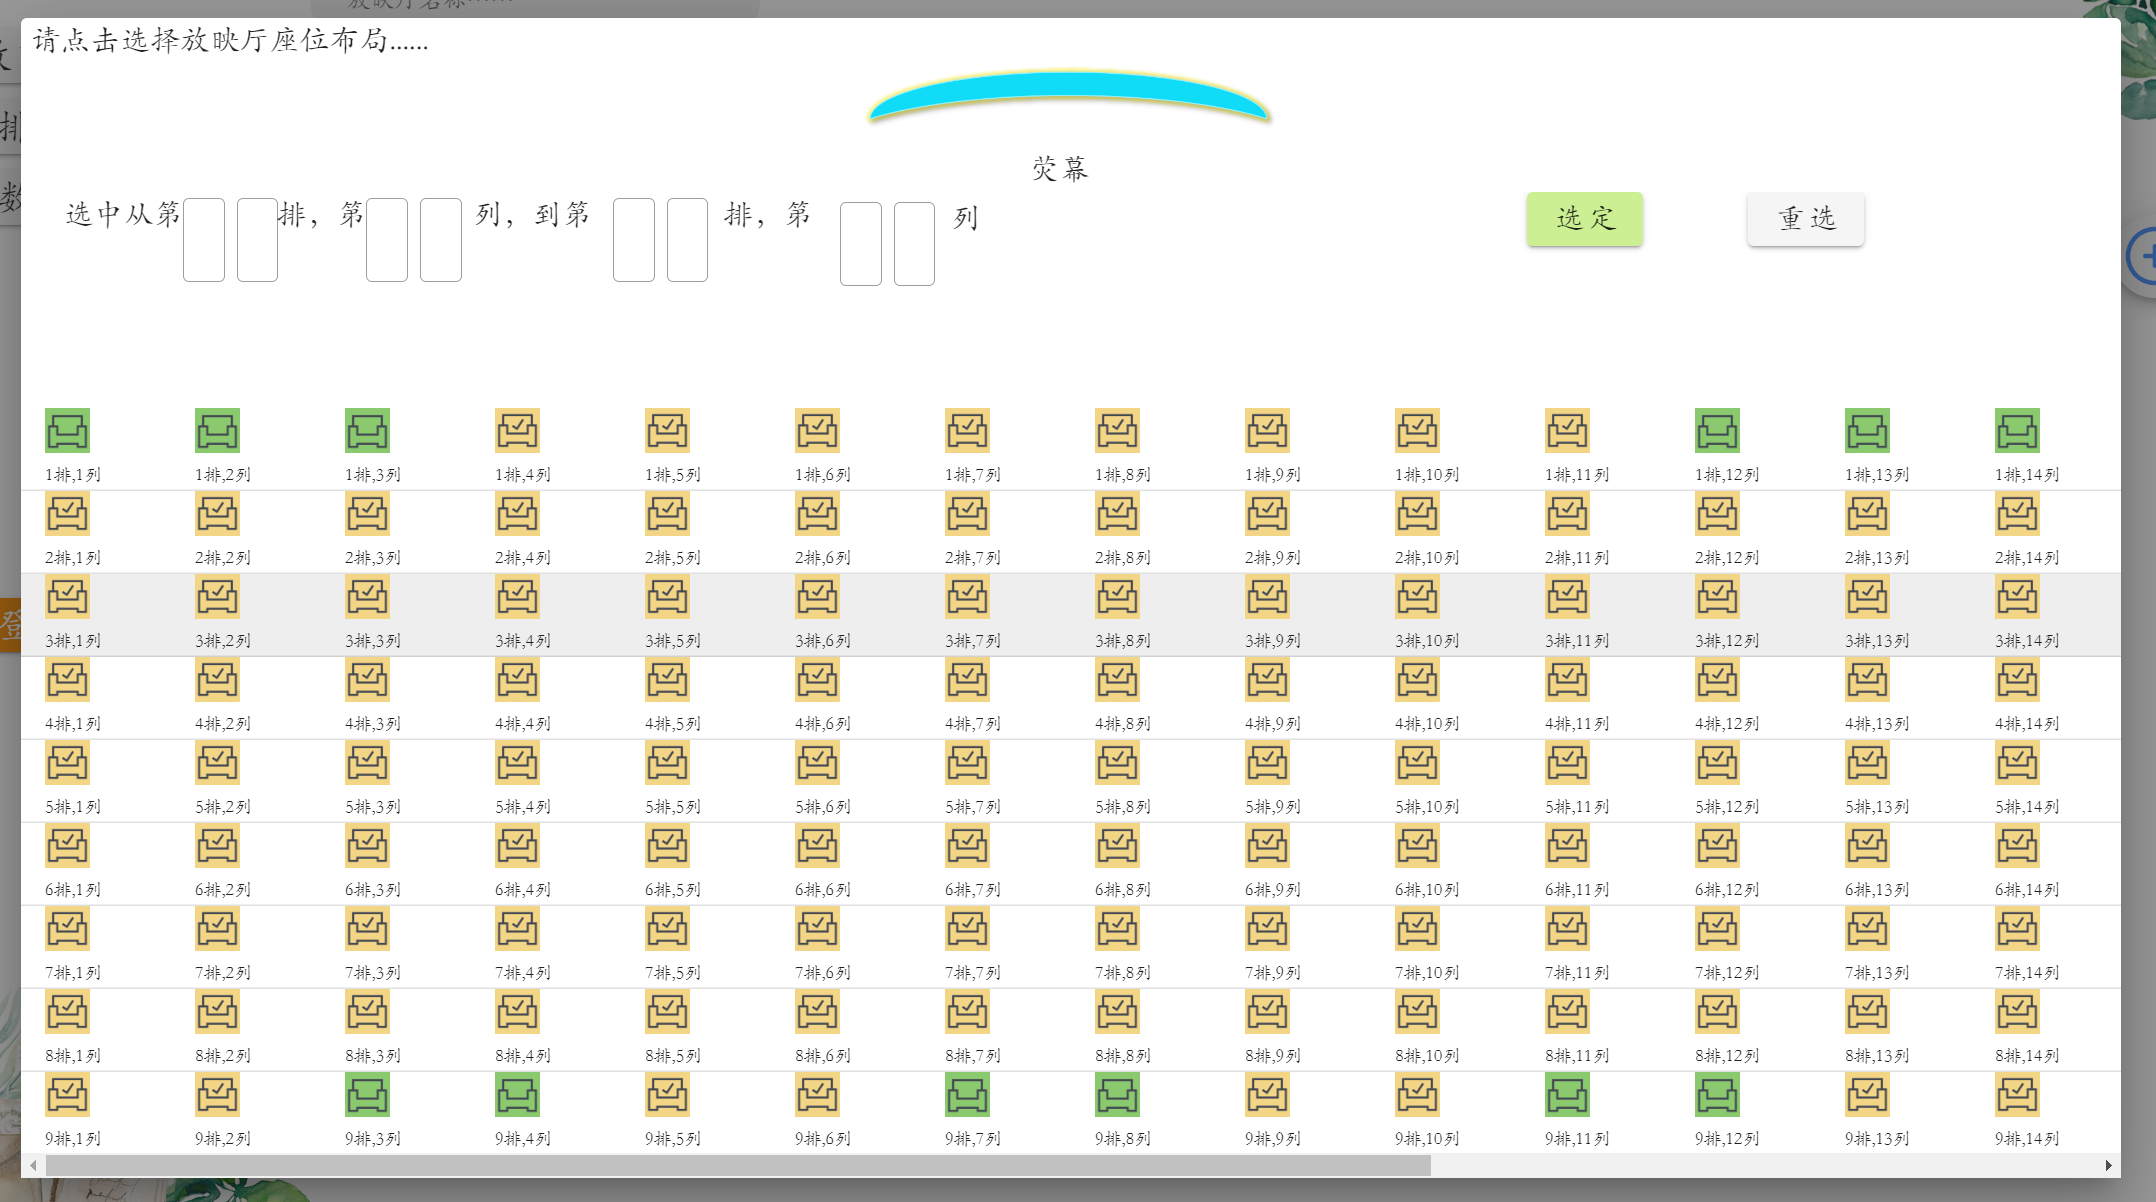 放映厅名称......
请点击选择放映厅座位布局......
排
荧幕
数
选中从第 排，第 列，到第 排，第 列
选定 重选
1排,1列 1排,2列 1排,3列 1排,4列 1排,5列 1排,6列 1排,7列 1排,8列 1排,9列 1排,10列 1排,11列 1排,12列 1排,13列 1排,14列
2排,1列 2排,2列 2排,3列 2排,4列 2排,5列 2排,6列 2排,7列 2排,8列 2排,9列 2排,10列 2排,11列 2排,12列 2排,13列 2排,14列
登
3排,1列 3排,2列 3排,3列 3排,4列 3排,5列 3排,6列 3排,7列 3排,8列 3排,9列 3排,10列 3排,11列 3排,12列 3排,13列 3排,14列
4排,1列 4排,2列 4排,3列 4排,4列 4排,5列 4排,6列 4排,7列 4排,8列 4排,9列 4排,10列 4排,11列 4排,12列 4排,13列 4排,14列
5排,1列 5排,2列 5排,3列 5排,4列 5排,5列 5排,6列 5排,7列 5排,8列 5排,9列 5排,10列 5排,11列 5排,12列 5排,13列 5排,14列
6排,1列 6排,2列 6排,3列 6排,4列 6排,5列 6排,6列 6排,7列 6排,8列 6排,9列 6排,10列 6排,11列 6排,12列 6排,13列 6排,14列
7排,1列 7排,2列 7排,3列 7排,4列 7排,5列 7排,6列 7排,7列 7排,8列 7排,9列 7排,10列 7排,11列 7排,12列 7排,13列 7排,14列
8排,1列 8排,2列 8排,3列 8排,4列 8排,5列 8排,6列 8排,7列 8排,8列 8排,9列 8排,10列 8排,11列 8排,12列 8排,13列 8排,14列
9排,1列 9排,2列 9排,3列 9排,4列 9排,5列 9排,6列 9排,7列 9排,8列 9排,9列 9排,10列 9排,11列 9排,12列 9排,13列 9排,14列